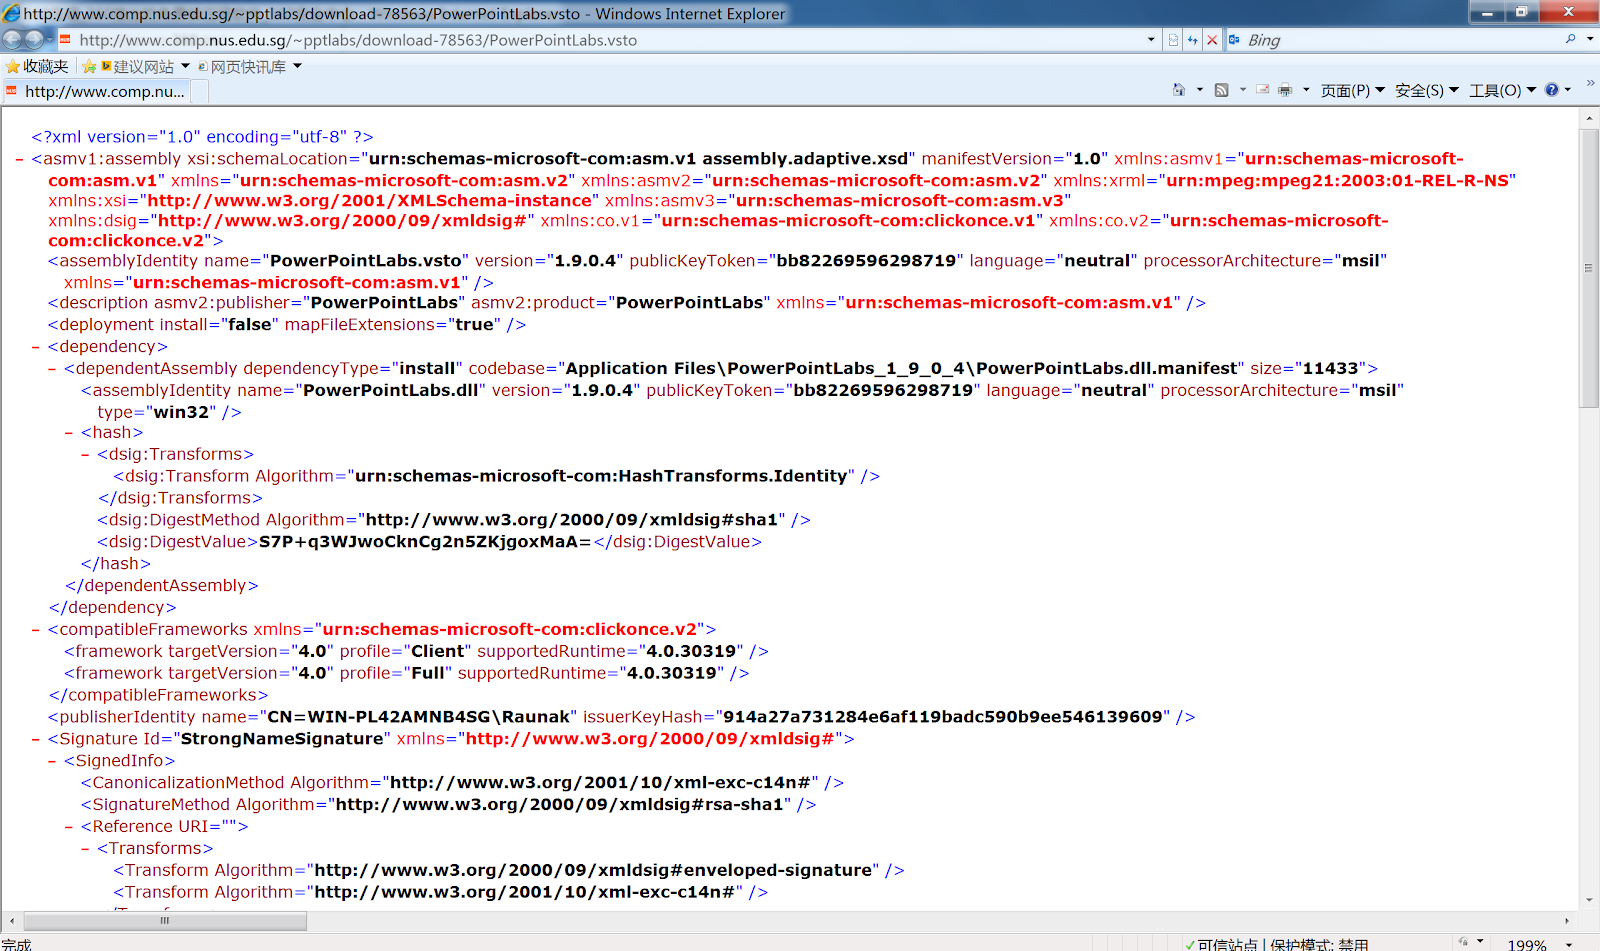 http://www.comp.nus.edu.sg/~pptlabs/download-78563/PowerPointLabs.vsto - Windows Internet Explorer
http://www.comp.nus.edu.sg/~pptlabs/download-78563/PowerPointLabs.vsto
Bing
收藏夹 建议网站 网页快讯库
http://www.comp.nu...
页面(P) 安全(S) 工具(O)
<?xml version="1.0" encoding="utf-8" ?>
- <asmv1:assembly xsi:schemaLocation="urn:schemas-microsoft-com:asm.v1 assembly.adaptive.xsd" manifestVersion="1.0" xmlns:asmv1="urn:schemas-microsoft-
com:asm.v1" xmlns="urn:schemas-microsoft-com:asm.v2" xmlns:asmv2="urn:schemas-microsoft-com:asm.v2" xmlns:xrml="urn:mpeg:mpeg21:2003:01-REL-R-NS"
xmlns:xsi="http://www.w3.org/2001/XMLSchema-instance" xmlns:asmv3="urn:schemas-microsoft-com:asm.v3"
xmlns:dsig="http://www.w3.org/2000/09/xmldsig#" xmlns:co.v1="urn:schemas-microsoft-com:clickonce.v1" xmlns:co.v2="urn:schemas-microsoft-
com:clickonce.v2">
<assemblyIdentity name="PowerPointLabs.vsto" version="1.9.0.4" publicKeyToken="bb82269596298719" language="neutral" processorArchitecture="msil"
xmlns="urn:schemas-microsoft-com:asm.v1" />
<description asmv2:publisher="PowerPointLabs" asmv2:product="PowerPointLabs" xmlns="urn:schemas-microsoft-com:asm.v1" />
<deployment install="false" mapFileExtensions="true" />
- <dependency>
- <dependentAssembly dependencyType="install" codebase="Application Files\PowerPointLabs_1_9_0_4\PowerPointLabs.dll.manifest" size="11433">
<assemblyIdentity name="PowerPointLabs.dll" version="1.9.0.4" publicKeyToken="bb82269596298719" language="neutral" processorArchitecture="msil"
type="win32" />
- <hash>
- <dsig:Transforms>
<dsig:Transform Algorithm="urn:schemas-microsoft-com:HashTransforms.Identity" />
</dsig:Transforms>
<dsig:DigestMethod Algorithm="http://www.w3.org/2000/09/xmldsig#sha1" />
<dsig:DigestValue>S7P+q3WJwoCknCg2n5ZKjgoxMaA=</dsig:DigestValue>
</hash>
</dependentAssembly>
</dependency>
- <compatibleFrameworks xmlns="urn:schemas-microsoft-com:clickonce.v2">
<framework targetVersion="4.0" profile="Client" supportedRuntime="4.0.30319" />
<framework targetVersion="4.0" profile="Full" supportedRuntime="4.0.30319" />
</compatibleFrameworks>
<publisherIdentity name="CN=WIN-PL42AMNB4SG\Raunak" issuerKeyHash="914a27a731284e6af119badc590b9ee546139609" />
- <Signature Id="StrongNameSignature" xmlns="http://www.w3.org/2000/09/xmldsig#">
- <SignedInfo>
<CanonicalizationMethod Algorithm="http://www.w3.org/2001/10/xml-exc-c14n#" />
<SignatureMethod Algorithm="http://www.w3.org/2000/09/xmldsig#rsa-sha1" />
- <Reference URI="">
- <Transforms>
<Transform Algorithm="http://www.w3.org/2000/09/xmldsig#enveloped-signature" />
<Transform Algorithm="http://www.w3.org/2001/10/xml-exc-c14n#" />
完成
可信站点 | 保护模式: 禁用
199%